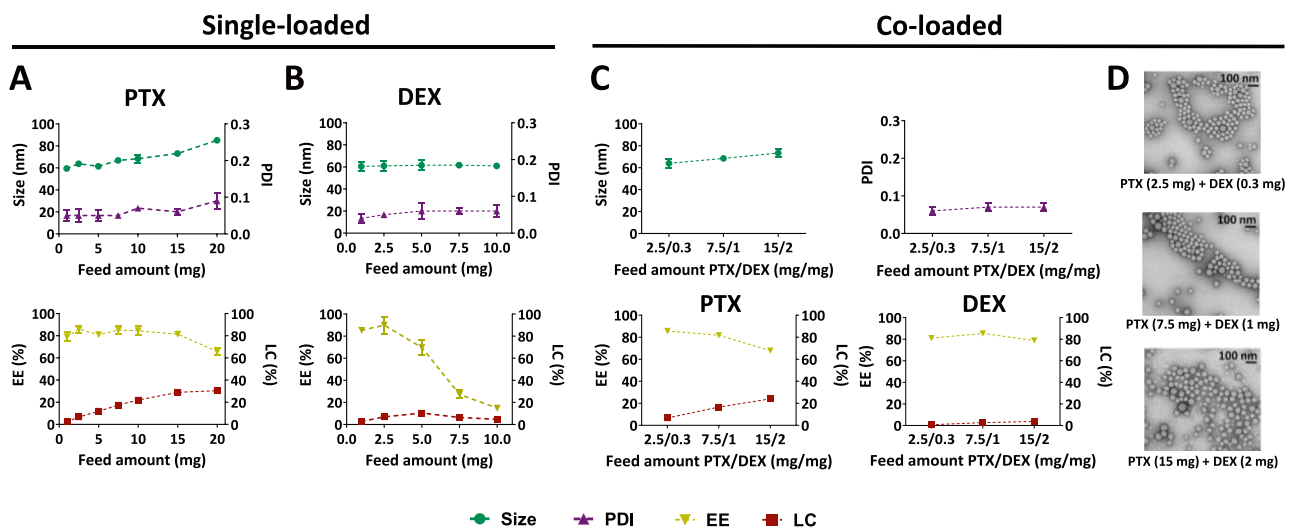 Single-loaded
Co-loaded
A
PTX
Size (nm)
100
80
60
40
20
0
0.3
0.2
0.1
0.0
PDI
0 5 10 15 20
Feed amount (mg)
EE (%)
100
80
60
40
20
0
100
80
60
40
20
0
LC (%)
0 5 10 15 20
Feed amount (mg)
B
DEX
Size (nm)
100
80
60
40
20
0
0.3
0.2
0.1
0.0
PDI
0.0 2.5 5.0 7.5 10.0
Feed amount (mg)
EE (%)
100
80
60
40
20
0
100
80
60
40
20
0
LC (%)
0.0 2.5 5.0 7.5 10.0
Feed amount (mg)
C
Size (nm)
100
80
60
40
20
0
2.5/0.3 7.5/1 15/2
Feed amount PTX/DEX (mg/mg)
PDI
0.3
0.2
0.1
0.0
2.5/0.3 7.5/1 15/2
Feed amount PTX/DEX (mg/mg)
PTX
EE (%)
100
80
60
40
20
0
100
80
60
40
20
0
LC (%)
2.5/0.3 7.5/1 15/2
Feed amount PTX/DEX (mg/mg)
DEX
EE (%)
100
80
60
40
20
0
100
80
60
40
20
0
LC (%)
2.5/0.3 7.5/1 15/2
Feed amount PTX/DEX (mg/mg)
D
100 nm
PTX (2.5 mg) + DEX (0.3 mg)
100 nm
PTX (7.5 mg) + DEX (1 mg)
100 nm
PTX (15 mg) + DEX (2 mg)
Size PDI EE LC